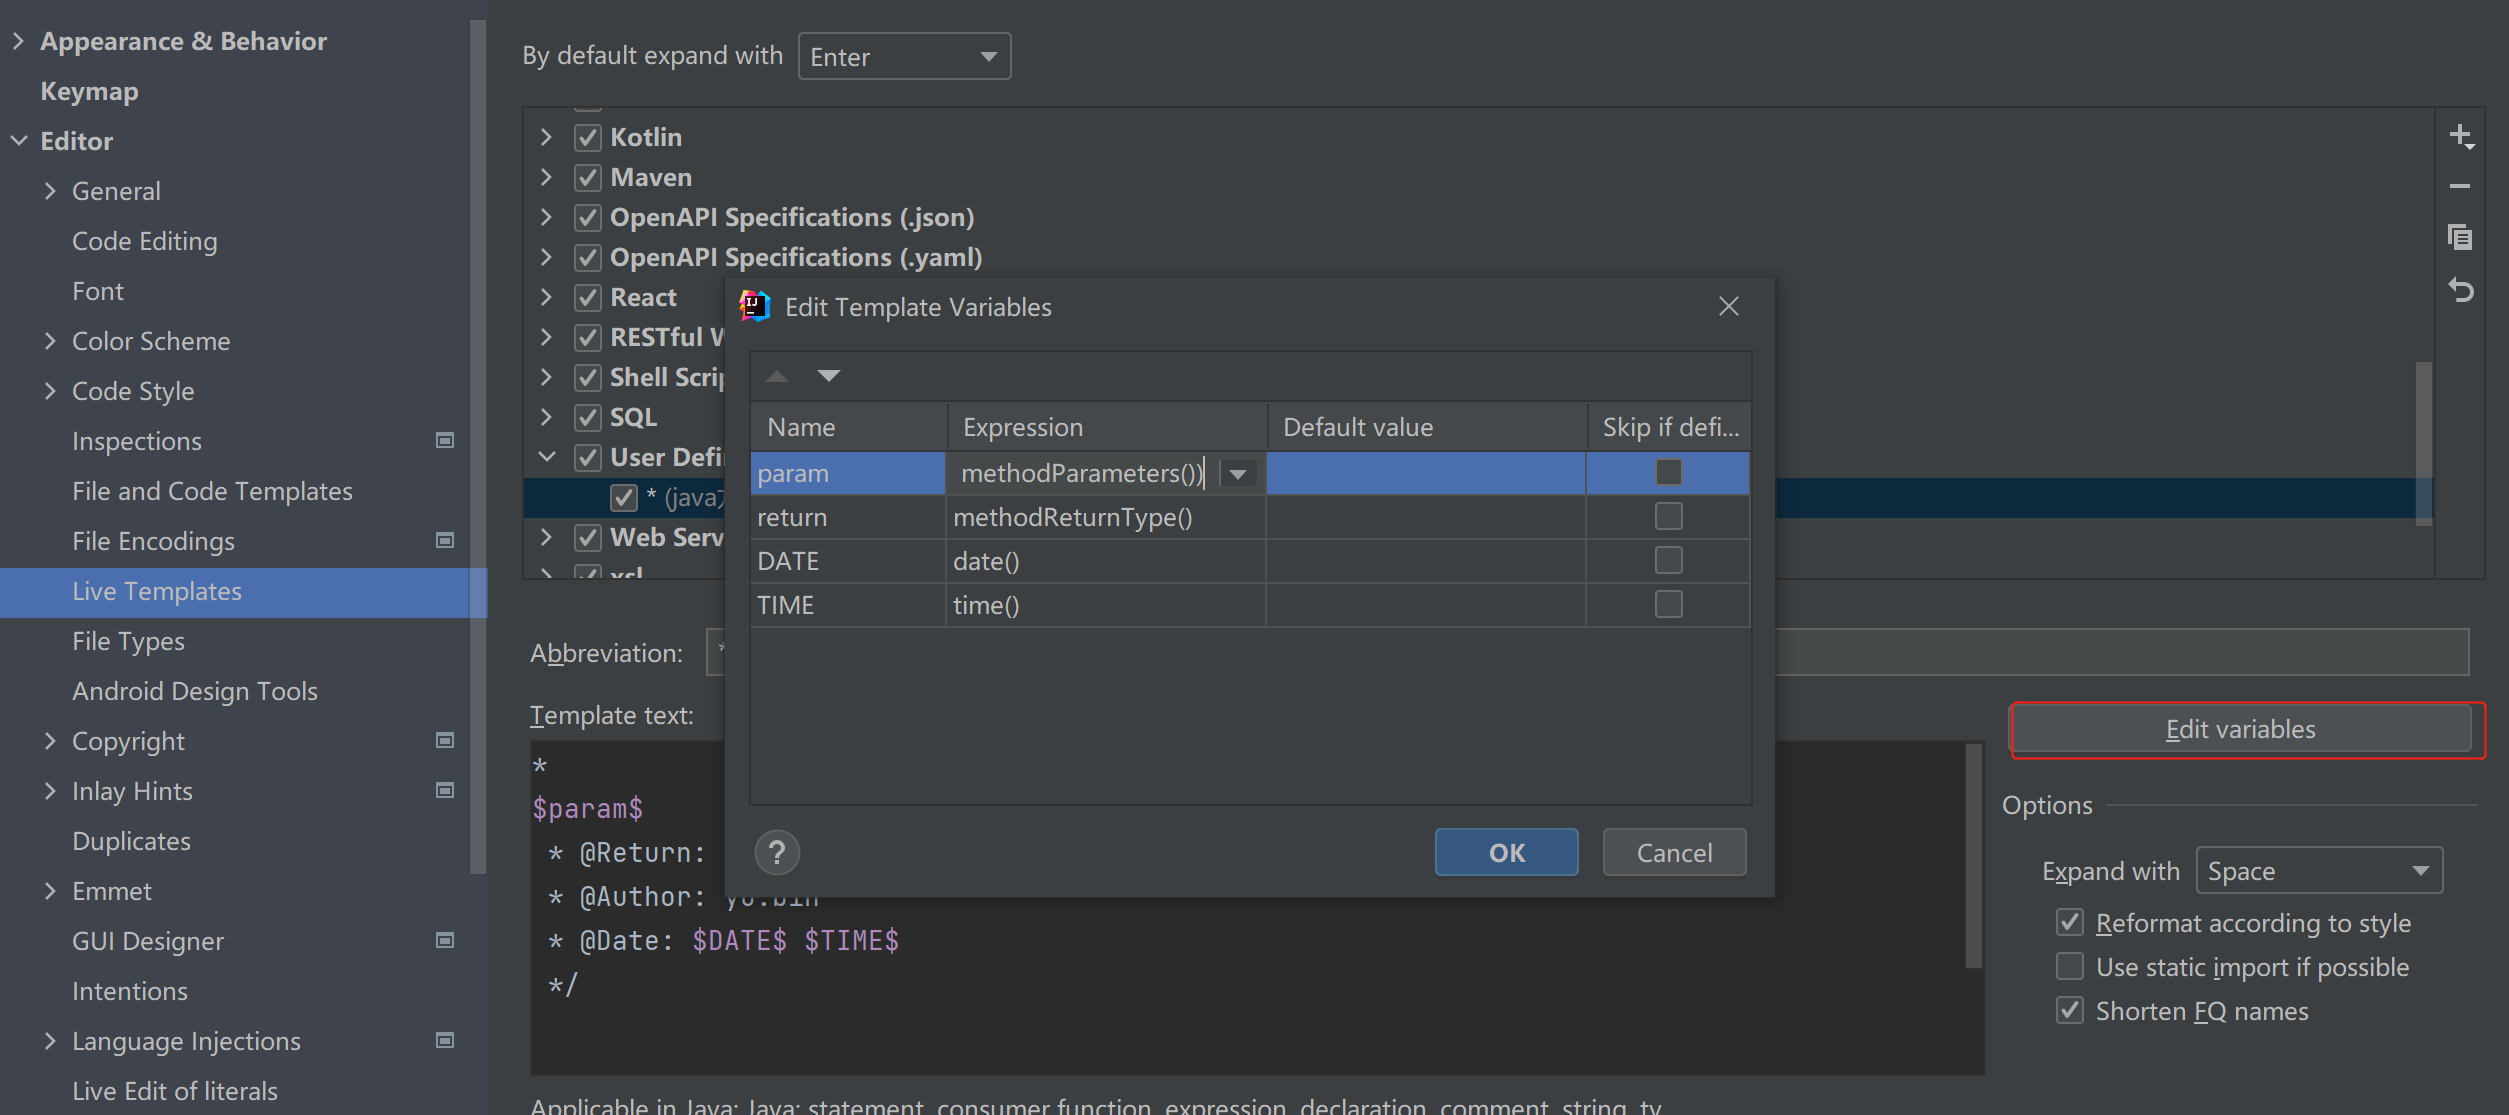 Appearance & Behavior
Keymap
Editor
General
Code Editing
Font
Color Scheme
Code Style
Inspections
File and Code Templates
File Encodings
Live Templates
File Types
Android Design Tools
Copyright
Inlay Hints
Duplicates
Emmet
GUI Designer
Intentions
Language Injections
Live Edit of literals
By default expand with Enter
Kotlin
Maven
OpenAPI Specifications (.json)
OpenAPI Specifications (.yaml)
React
RESTful W
Shell Scrip
SQL
User Defi
* (java
Web Serv
xsl
Edit Template Variables
Name Expression Default value Skip if defi...
param methodParameters())
return methodReturnType()
DATE date()
TIME time()
? OK Cancel
Abbreviation: *
Template text:
*
$param$
* @Return:
* @Author:
* @Date: $DATE$ $TIME$
*/
Edit variables
Options
Expand with Space
Reformat according to style
Use static import if possible
Shorten FQ names
Applicable in Java; Java: statement, consumer function, expression, declaration, comment, string, ty